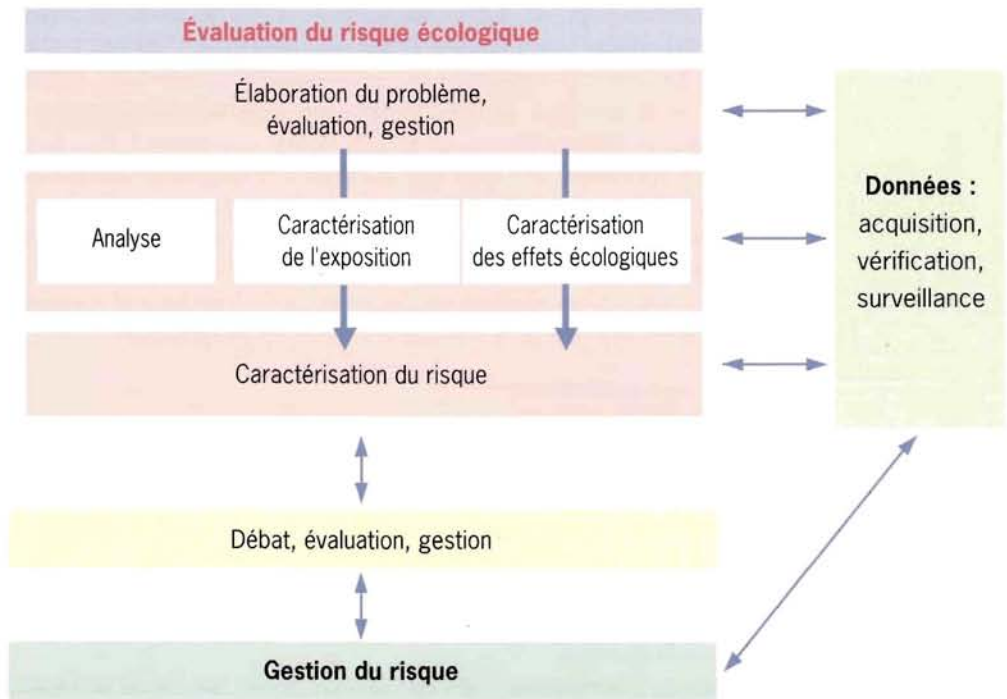 Évaluation du risque écologique
Élaboration du problème,
évaluation, gestion
Analyse
Caractérisation
de l'exposition
Caractérisation
des effets écologiques
Caractérisation du risque
Données :
acquisition,
vérification,
surveillance
Débat, évaluation, gestion
Gestion du risque